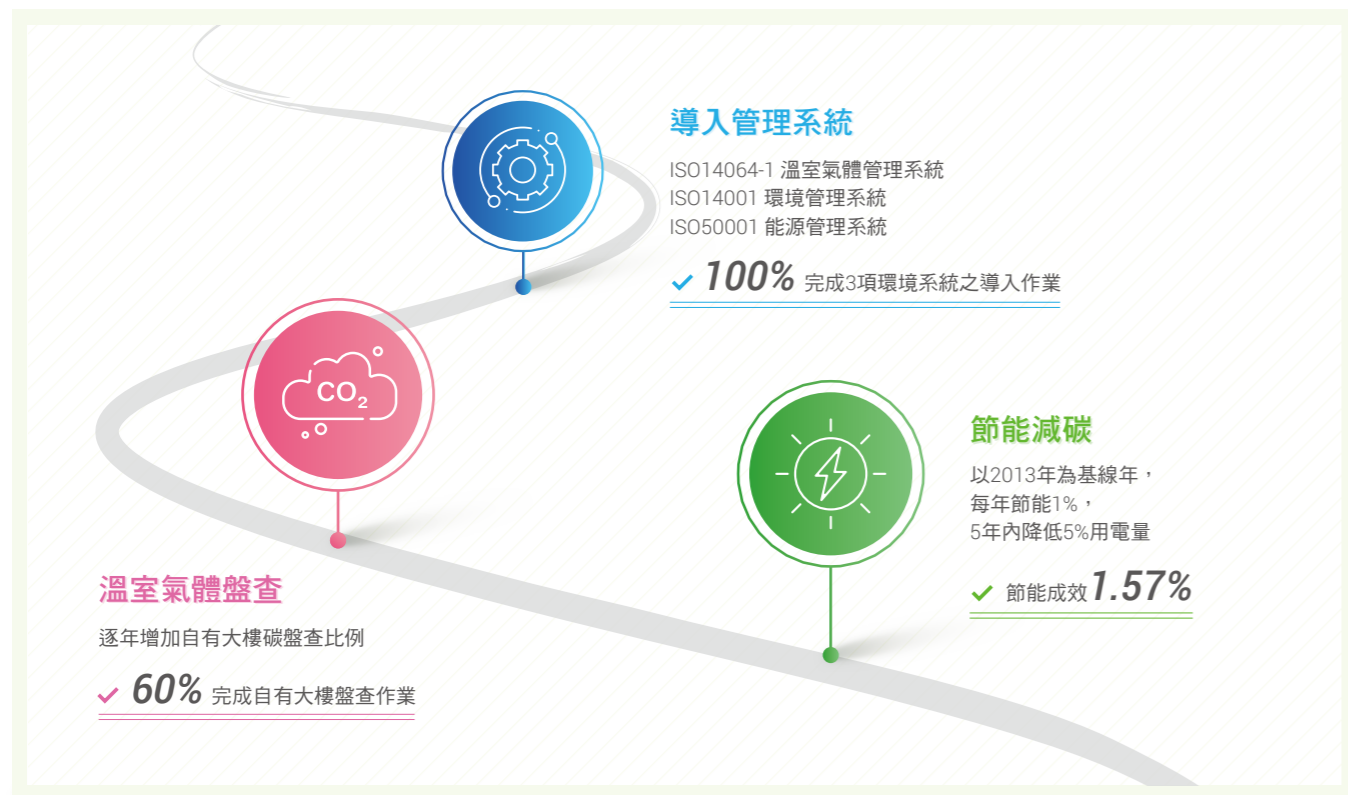 導入管理系統
ISO14064-1 溫室氣體管理系統
ISO14001 環境管理系統
ISO50001 能源管理系統
100% 完成3項環境系統之導入作業
CO2
溫室氣體盤查
逐年增加自有大樓碳盤查比例
60% 完成自有大樓盤查作業
節能減碳
以2013年為基線年，
每年節能1%，
5年內降低5%用電量
節能成效1.57%